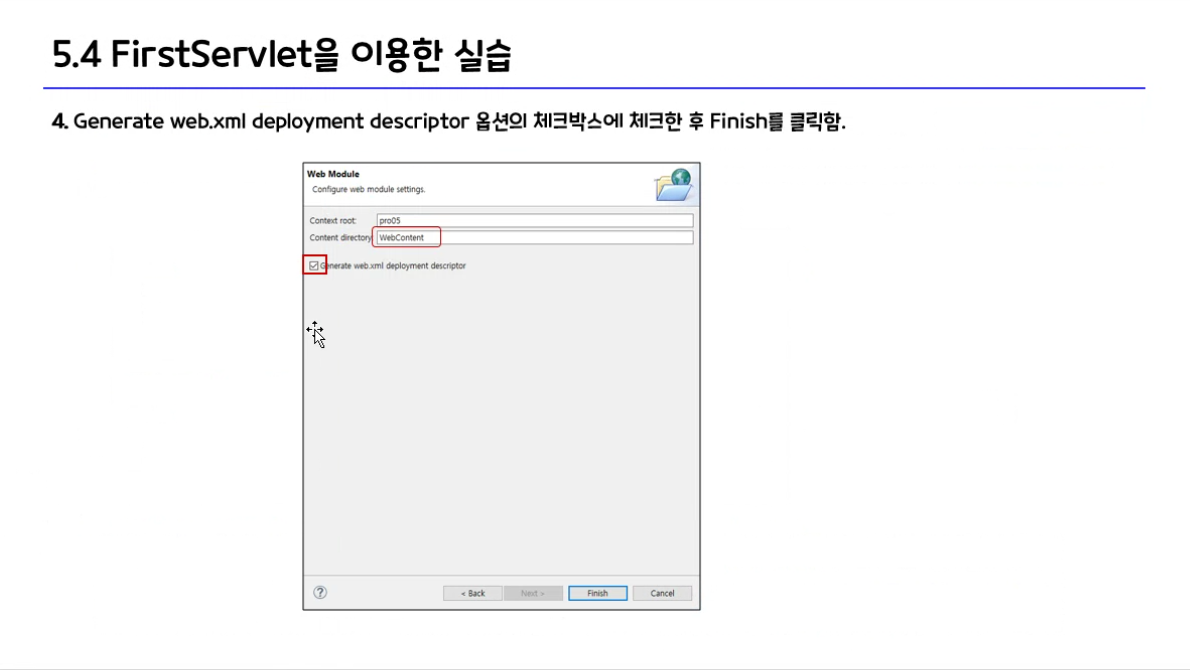 5.4 FirstServlet을 이용한 실습
4. Generate web.xml deployment descriptor 옵션의 체크박스에 체크한 후 Finish를 클릭함.
Web Module
Configure web module settings.
Context root: pro05
Content directory: WebContent
Generate web.xml deployment descriptor
? < Back Next > Finish Cancel